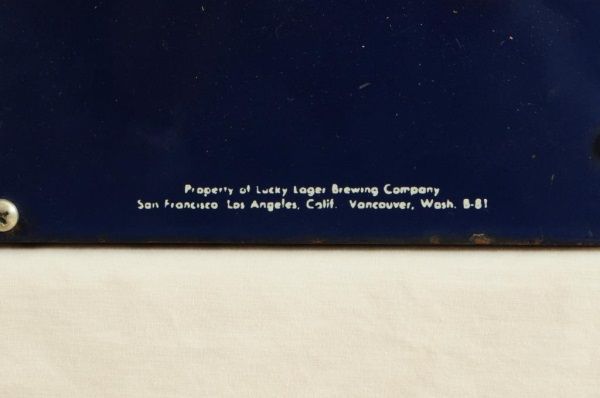 Property of Lucky Lager Brewing Company
San Francisco Los Angeles, Calif. Vancouver, Wash. B-81